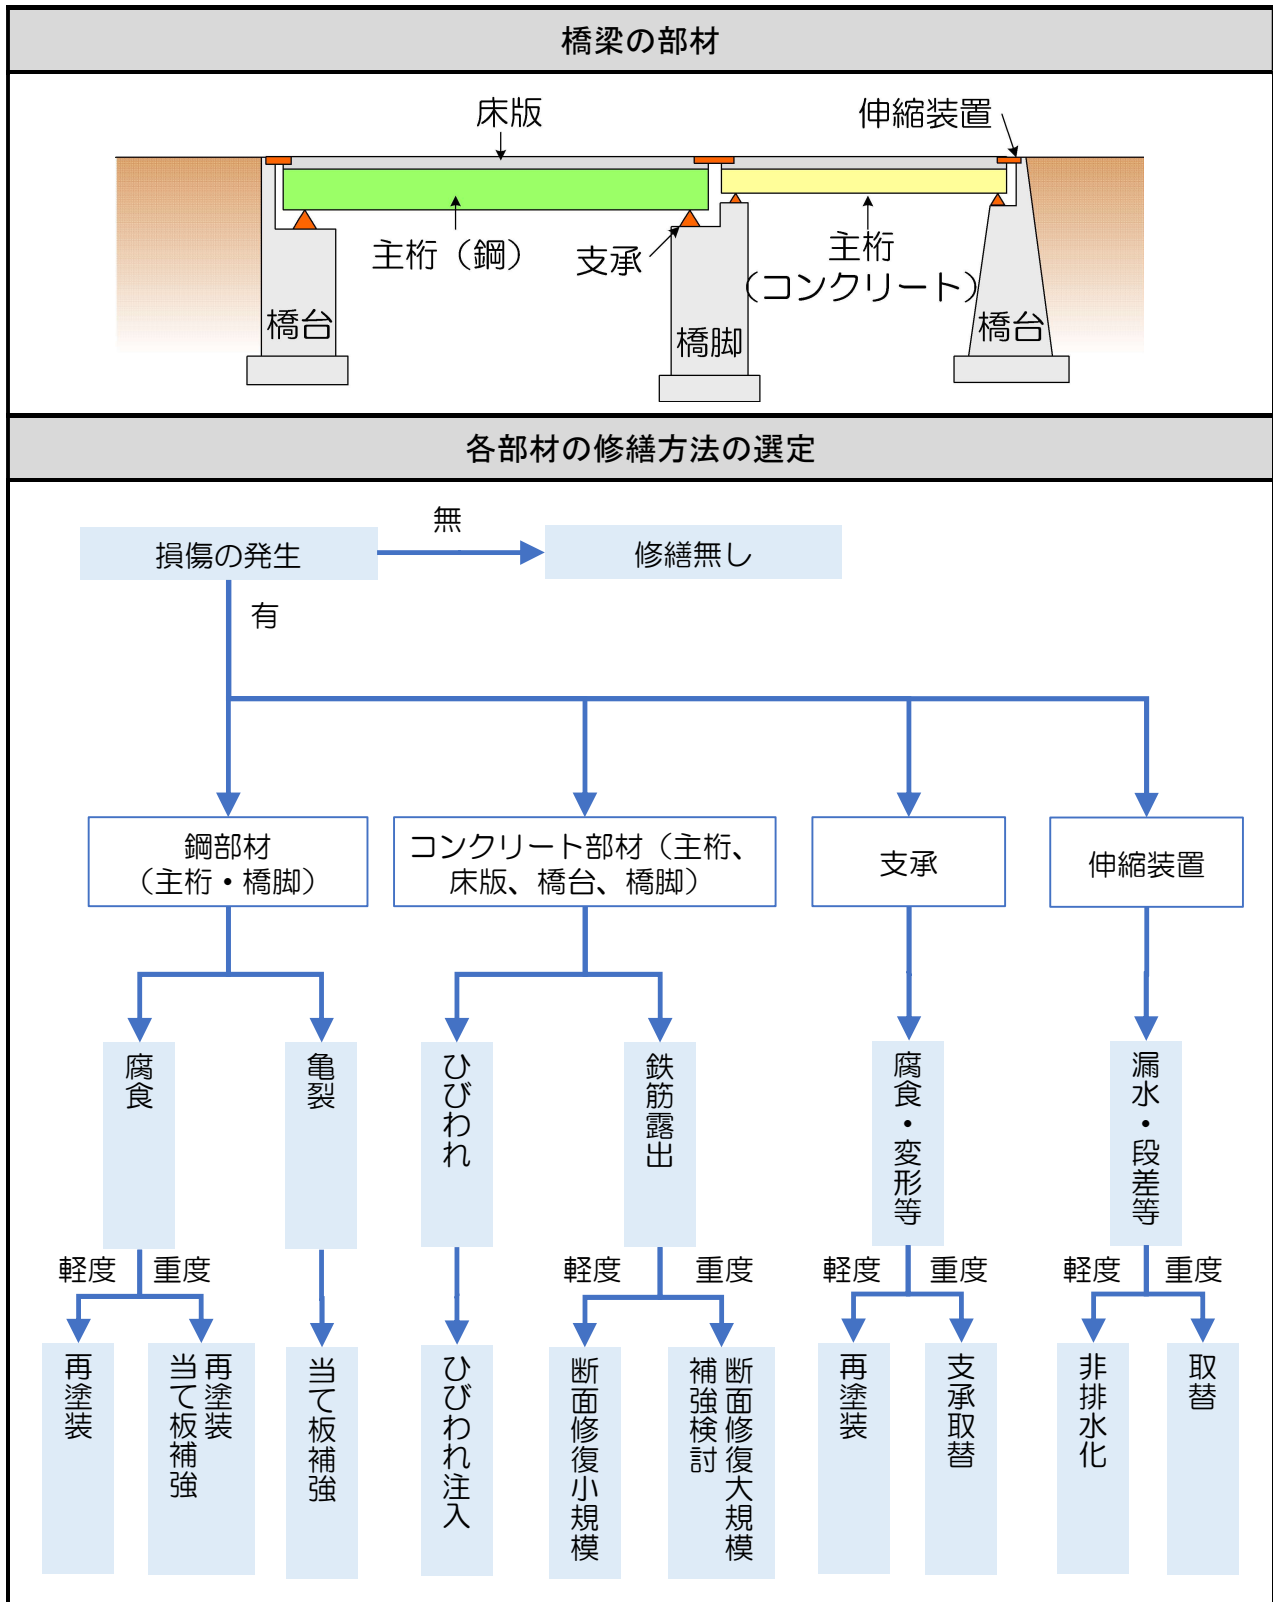 橋梁の部材
床版
伸縮装置
主桁（鋼）
支承
主桁
（コンクリート）
橋台
橋脚
橋台
各部材の修繕方法の選定
損傷の発生
無
修繕無し
有
鋼部材
（主桁・橋脚）
コンクリート部材（主桁、
床版、橋台、橋脚）
支承
伸縮装置
腐食
亀裂
ひびわれ
鉄筋露出
腐食・変形等
漏水・段差等
軽度
重度
軽度
重度
軽度
重度
軽度
重度
再塗装
再塗装
当て板補強
当て板補強
ひびわれ注入
断面修復小規模
断面修復大規模
補強検討
再塗装
支承取替
非排水化
取替